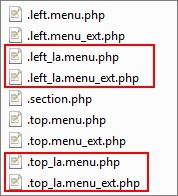 .left.menu.php
.left.menu_ext.php
.left_la.menu.php
.left_la.menu_ext.php
.section.php
.top.menu.php
.top.menu_ext.php
.top_la.menu.php
.top_la.menu_ext.php